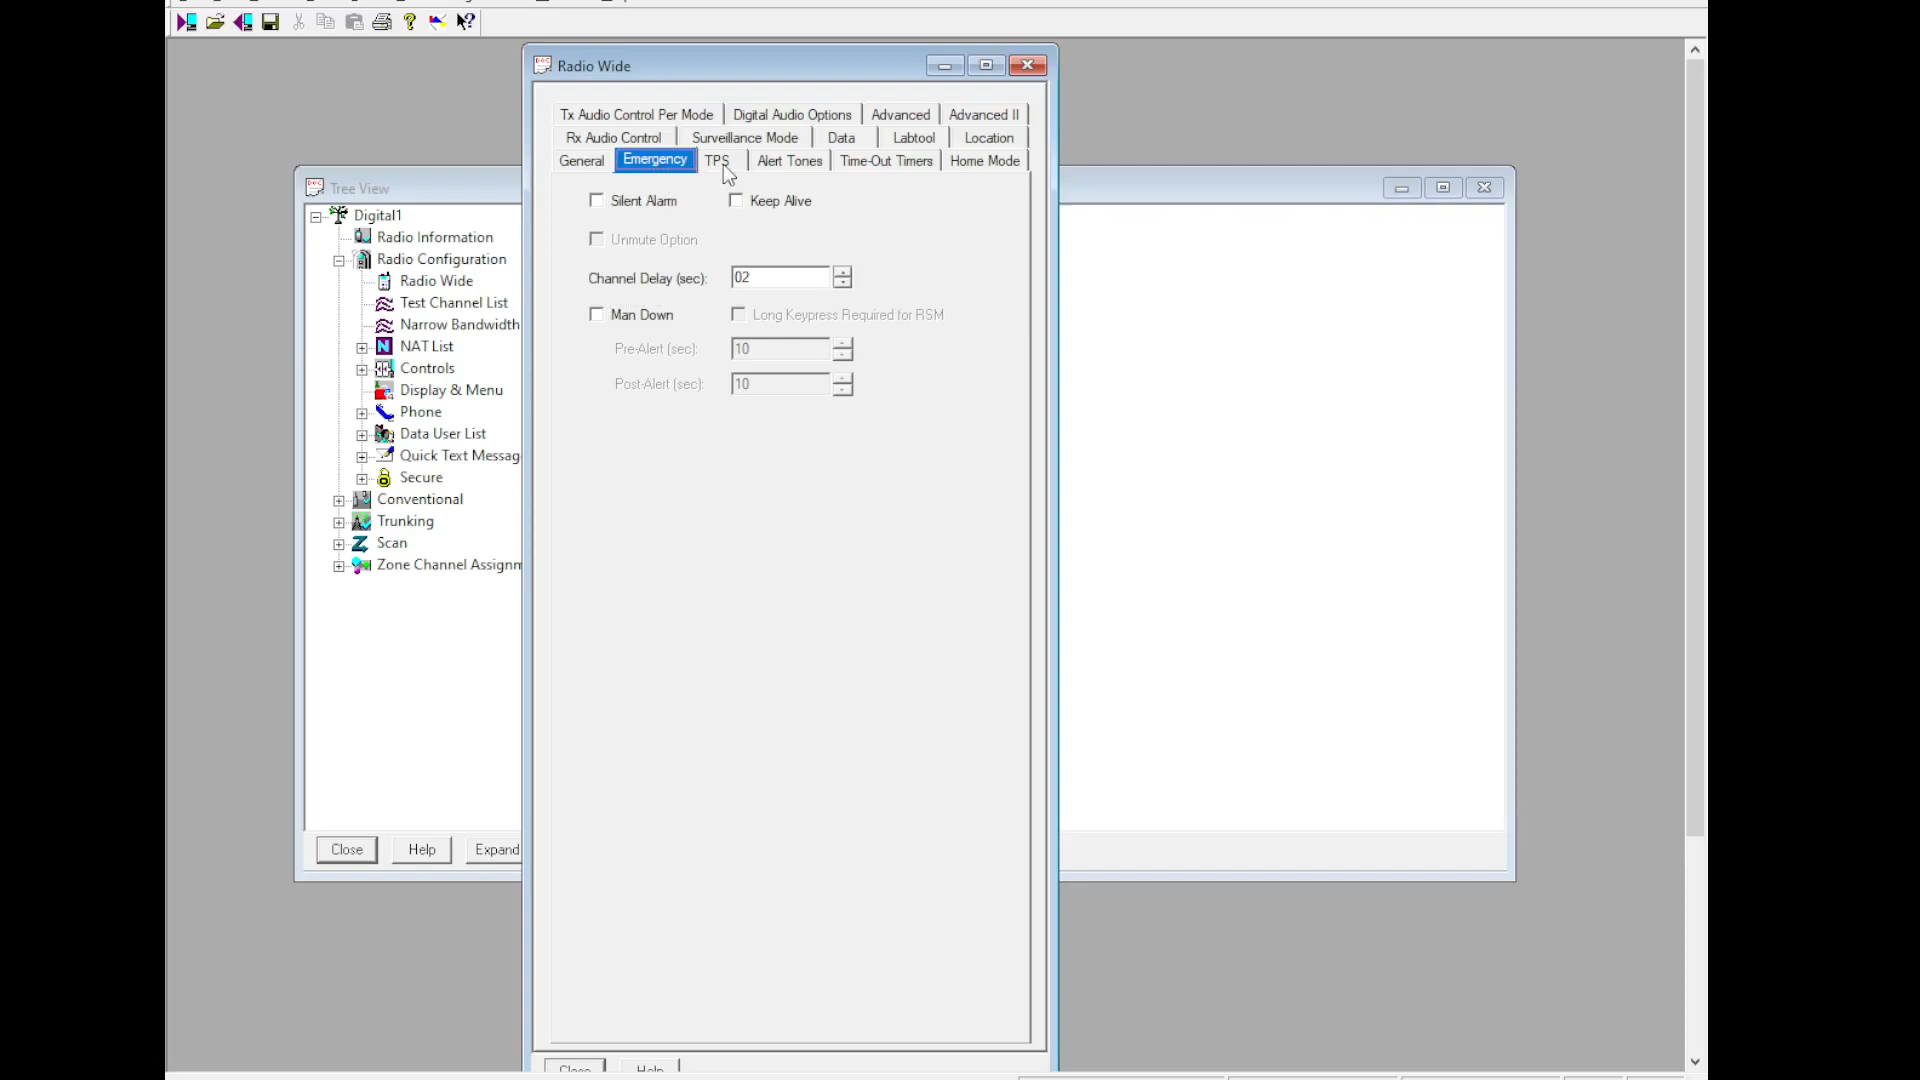 Radio Wide
Tx Audio Control Per Mode Digital Audio Options Advanced Advanced II
Rx Audio Control Surveillance Mode Data Labtool Location
General Emergency TPS Alert Tones Time-Out Timers Home Mode
Silent Alarm Keep Alive
Unmute Option
Channel Delay (sec): 02
Man Down Long Keypress Required for RSM
Pre-Alert (sec): 10
Post-Alert (sec): 10
Close Help
Tree View
Digital1
Radio Information
Radio Configuration
Radio Wide
Test Channel List
Narrow Bandwidth
NAT List
Controls
Display & Menu
Phone
Data User List
Quick Text Messag
Secure
Conventional
Trunking
Scan
Zone Channel Assignm
Close Help Expand